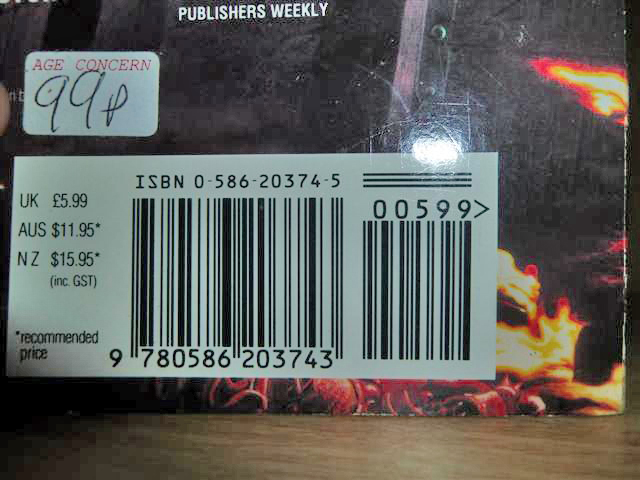 PUBLISHERS WEEKLY
AGE CONCERN
99p
ISBN 0-586-20374-5
UK £5.99
AUS $11.95*
NZ $15.95*
(inc. GST)
*recommended
price
00599>
9 780586 203743